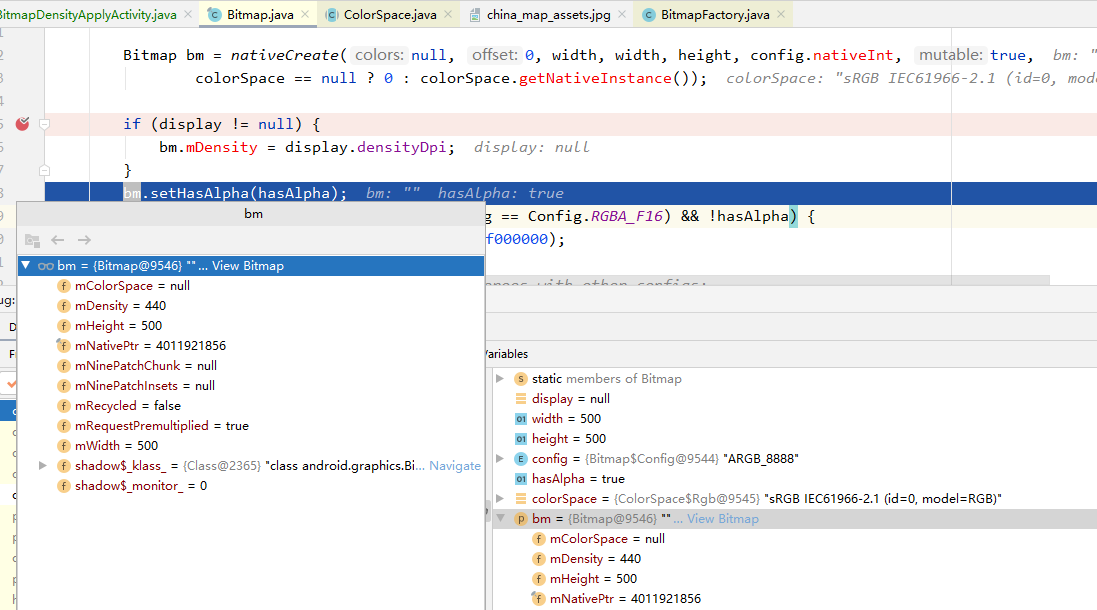 BitmapDensityApplyActivity.java × Bitmap.java × ColorSpace.java × china_map_assets.jpg × BitmapFactory.java ×
Bitmap bm = nativeCreate( colors: null, offset: 0, width, width, height, config.nativeInt, mutable: true, bm: "
colorSpace == null ? 0 : colorSpace.getNativeInstance()); colorSpace: "sRGB IEC61966-2.1 (id=0, mode
if (display != null) {
bm.mDensity = display.densityDpi; display: null
}
bm.setHasAlpha(hasAlpha); bm: "" hasAlpha: true
bm
g == Config.RGBA_F16) && !hasAlpha) {
f000000);
bm = {Bitmap@9546} "" ... View Bitmap
mColorSpace = null
mDensity = 440
mHeight = 500
mNativePtr = 4011921856
mNinePatchChunk = null
mNinePatchInsets = null
mRecycled = false
mRequestPremultiplied = true
mWidth = 500
shadow$_klass_ = {Class@2365} "class android.graphics.Bi... Navigate
shadow$_monitor_ = 0
Variables
static members of Bitmap
display = null
width = 500
height = 500
config = {Bitmap$Config@9544} "ARGB_8888"
hasAlpha = true
colorSpace = {ColorSpace$Rgb@9545} "sRGB IEC61966-2.1 (id=0, model=RGB)"
bm = {Bitmap@9546} "" ... View Bitmap
mColorSpace = null
mDensity = 440
mHeight = 500
mNativePtr = 4011921856